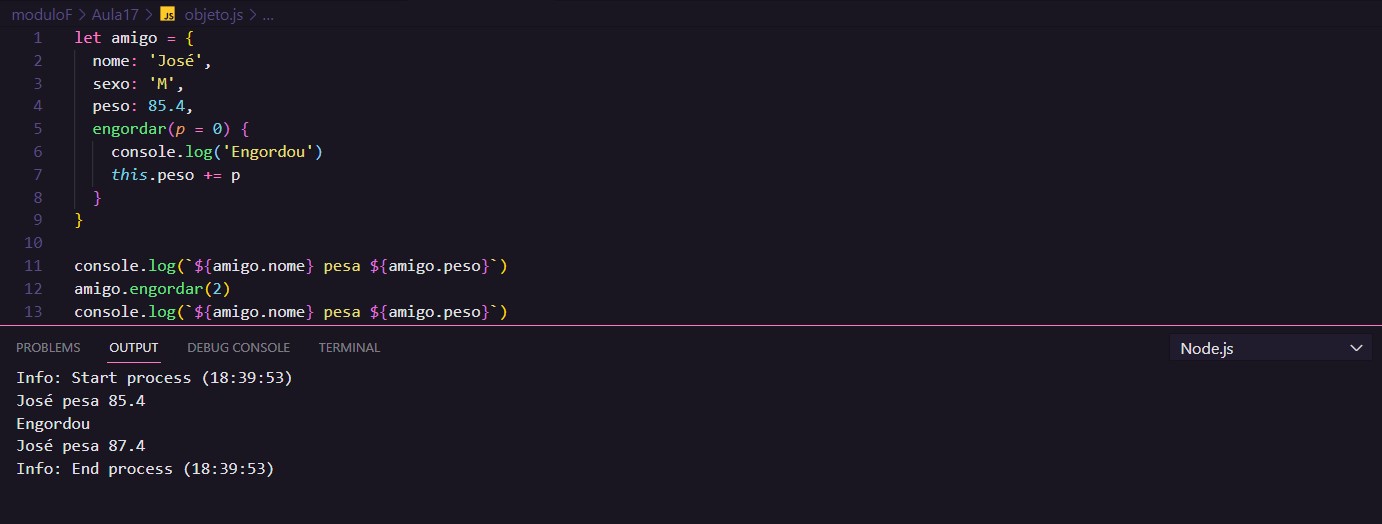 moduloF > Aula17 > JS objeto.js > ...
1 let amigo = {
2 nome: 'José',
3 sexo: 'M',
4 peso: 85.4,
5 engordar(p = 0) {
6 console.log('Engordou')
7 this.peso += p
8 }
9 }
10
11 console.log(`${amigo.nome} pesa ${amigo.peso}`)
12 amigo.engordar(2)
13 console.log(`${amigo.nome} pesa ${amigo.peso}`)
PROBLEMS OUTPUT DEBUG CONSOLE TERMINAL Node.js
Info: Start process (18:39:53)
José pesa 85.4
Engordou
José pesa 87.4
Info: End process (18:39:53)